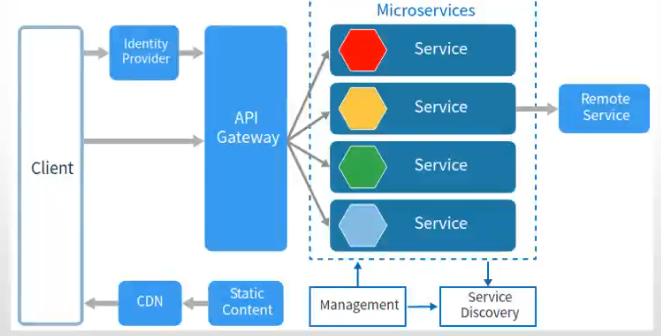 Microservices
Identity
Provider
API
Gateway
Service
Service
Service
Service
Remote
Service
Client
CDN
Static
Content
Management
Service
Discovery